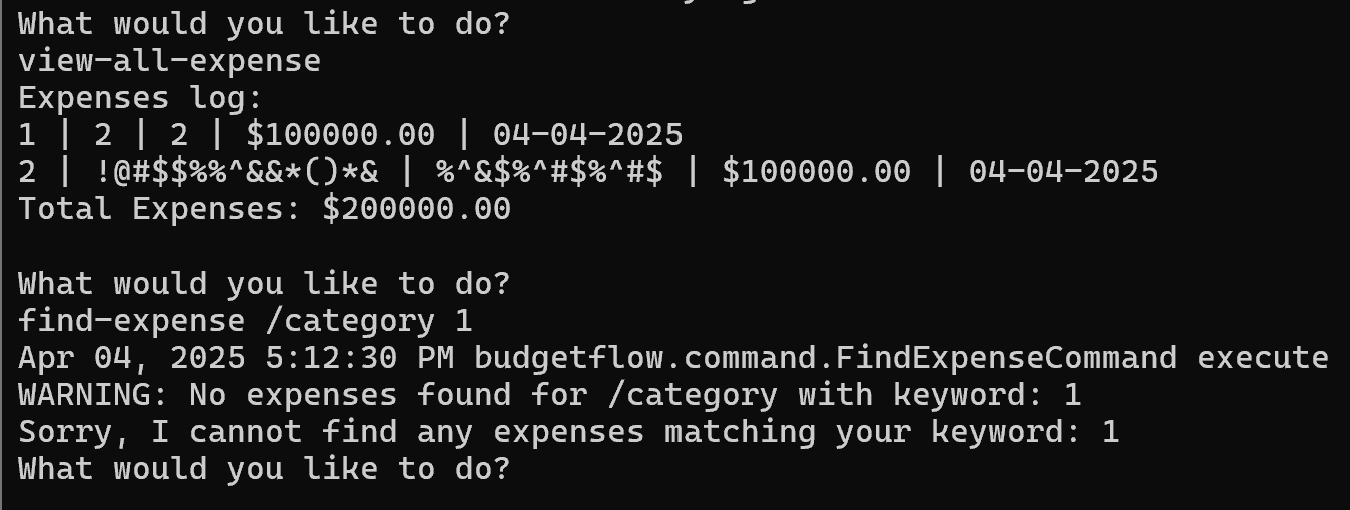 What would you like to do?
view-all-expense
Expenses log:
1 | 2 | 2 | $100000.00 | 04-04-2025
2 | !@#$$%%^&&*()*& | %^&$%^#$%^#$ | $100000.00 | 04-04-2025
Total Expenses: $200000.00
What would you like to do?
find-expense /category 1
Apr 04, 2025 5:12:30 PM budgetflow.command.FindExpenseCommand execute
WARNING: No expenses found for /category with keyword: 1
Sorry, I cannot find any expenses matching your keyword: 1
What would you like to do?